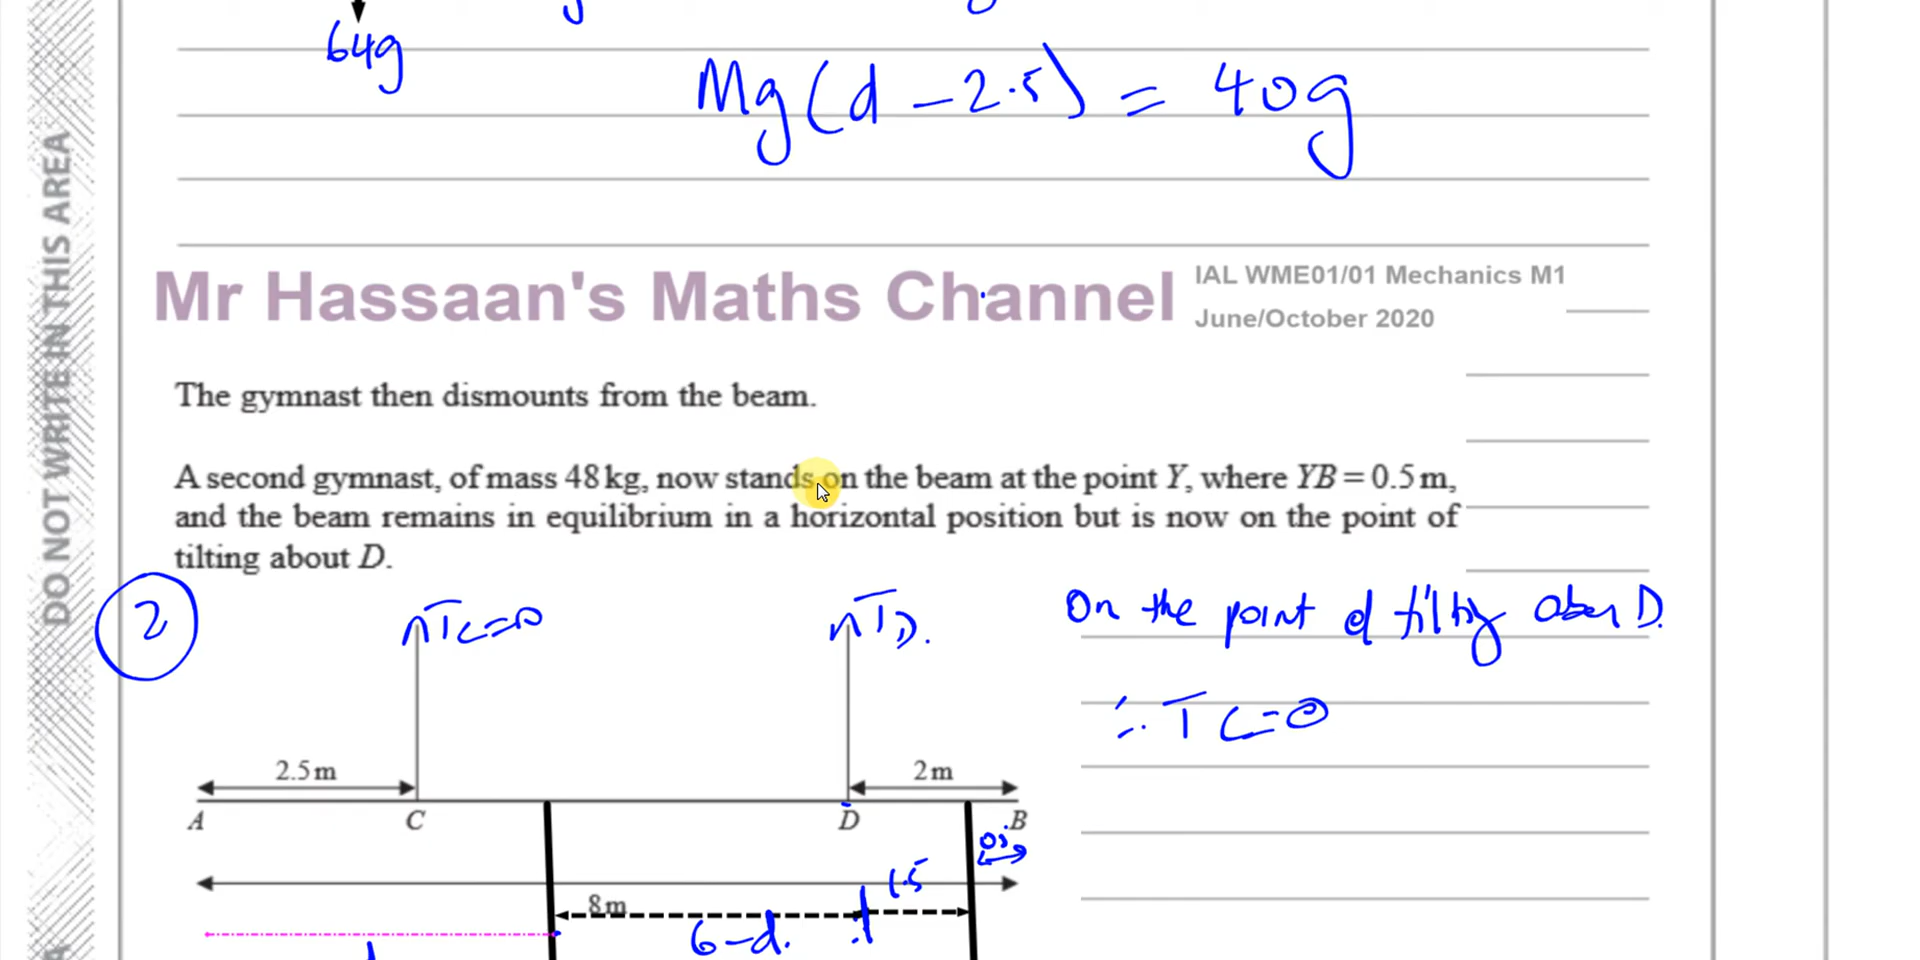 64g
Mg(d - 2.5) = 40g
DO NOT WRITE IN THIS AREA
Mr Hassaan's Maths Channel
IAL WME01/01 Mechanics M1
June/October 2020
The gymnast then dismounts from the beam.
A second gymnast, of mass 48 kg, now stands on the beam at the point Y, where YB = 0.5 m,
and the beam remains in equilibrium in a horizontal position but is now on the point of
tilting about D.
2
TC=0
TD.
On the point of tilting D.
∴ TC=0
2.5 m
2 m
A
C
D
B
1.5
8 m
6-d.